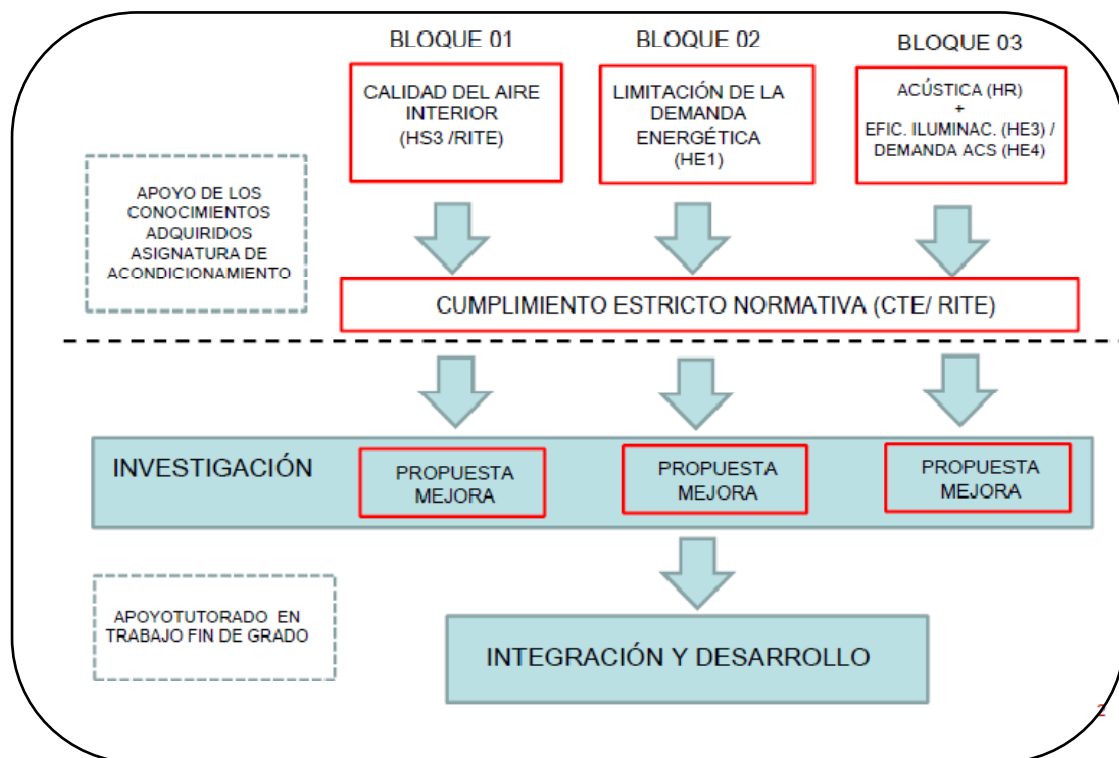 BLOQUE 01
BLOQUE 02
BLOQUE 03
CALIDAD DEL AIRE
INTERIOR
(HS3 /RITE)
LIMITACIÓN DE LA
DEMANDA
ENERGÉTICA
(HE1)
ACÚSTICA (HR)
+
EFIC. ILUMINAC. (HE3) /
DEMANDA ACS (HE4)
APOYO DE LOS
CONOCIMIENTOS
ADQUIRIDOS
ASIGNATURA DE
ACONDICIONAMIENTO
CUMPLIMIENTO ESTRICTO NORMATIVA (CTE/ RITE)
INVESTIGACIÓN
PROPUESTA
MEJORA
PROPUESTA
MEJORA
PROPUESTA
MEJORA
APOYOTUTORADO EN
TRABAJO FIN DE GRADO
INTEGRACIÓN Y DESARROLLO
2